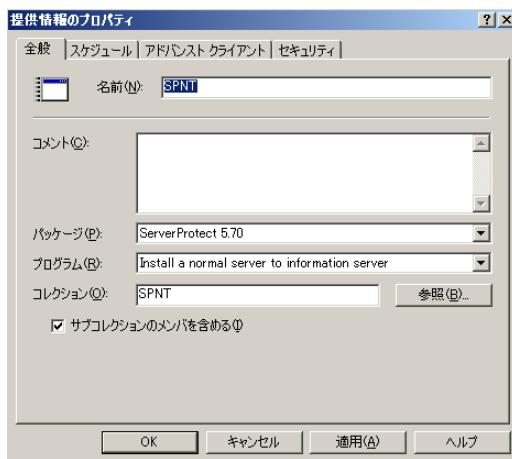 提供情報のプロパティ
全般 スケジュール アドバンスト クライアント セキュリティ
名前(N): SPNT
コメント(C):
パッケージ(P): ServerProtect 5.70
プログラム(R): Install a normal server to information server
コレクション(O): SPNT 参照(B)...
サブコレクションのメンバを含める(I)
OK キャンセル 適用(A) ヘルプ